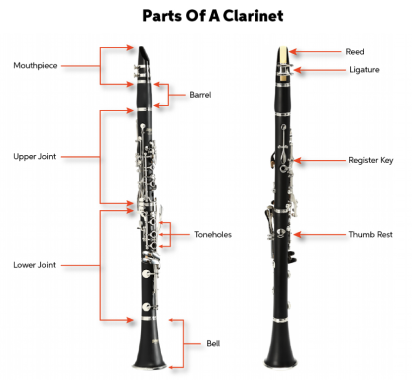 Parts Of A Clarinet
Reed
Mouthpiece
Ligature
Barrel
Upper Joint
Register Key
Toneholes
Thumb Rest
Lower Joint
Bell